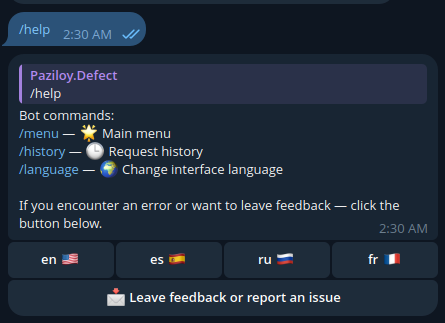 /help 2:30 AM
Paziloy.Defect
/help
Bot commands:
/menu — 🌟 Main menu
/history — 🕒 Request history
/language — 🌍 Change interface language
If you encounter an error or want to leave feedback — click the
button below.
2:30 AM
en 🇺🇸 es 🇪🇸 ru 🇷🇺 fr 🇫🇷
📩 Leave feedback or report an issue